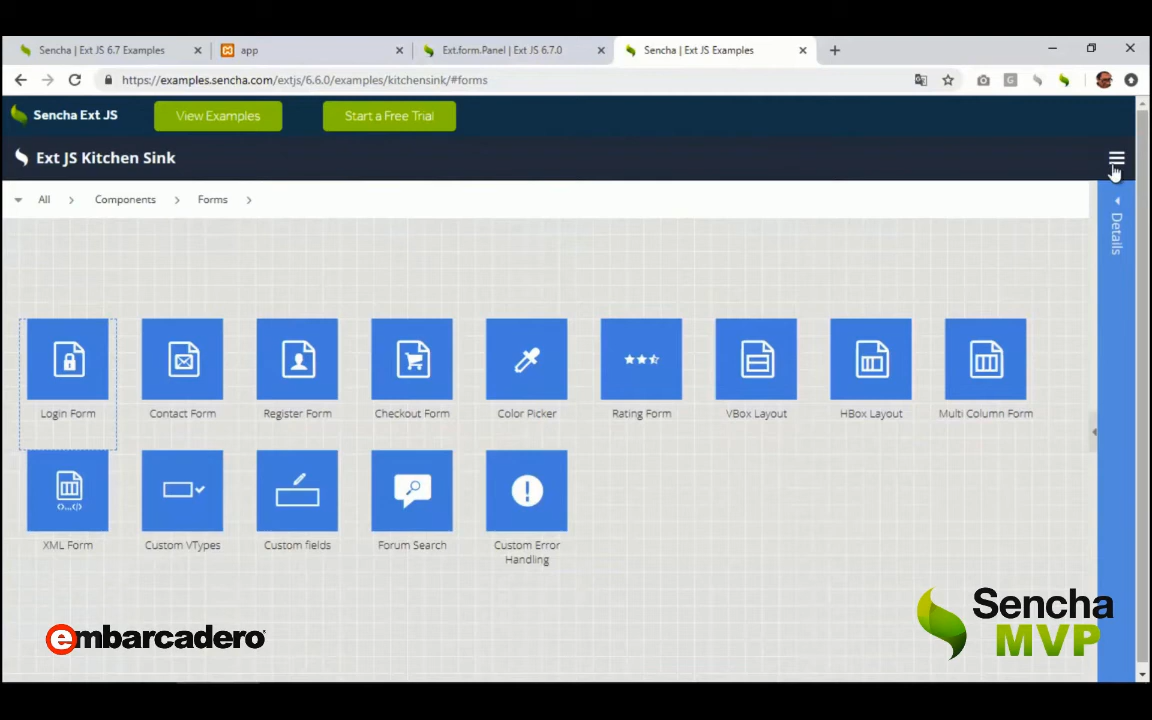 Sencha | Ext JS 6.7 Examples
app
Ext.form.Panel | Ext JS 6.7.0
Sencha | Ext JS Examples
https://examples.sencha.com/extjs/6.6.0/examples/kitchensink/#forms
Sencha Ext JS
View Examples
Start a Free Trial
Ext JS Kitchen Sink
All
Components
Forms
Details
Login Form
Contact Form
Register Form
Checkout Form
Color Picker
Rating Form
VBox Layout
HBox Layout
Multi Column Form
XML Form
Custom VTypes
Custom fields
Forum Search
Custom Error
Handling
embarcadero
Sencha
MVP